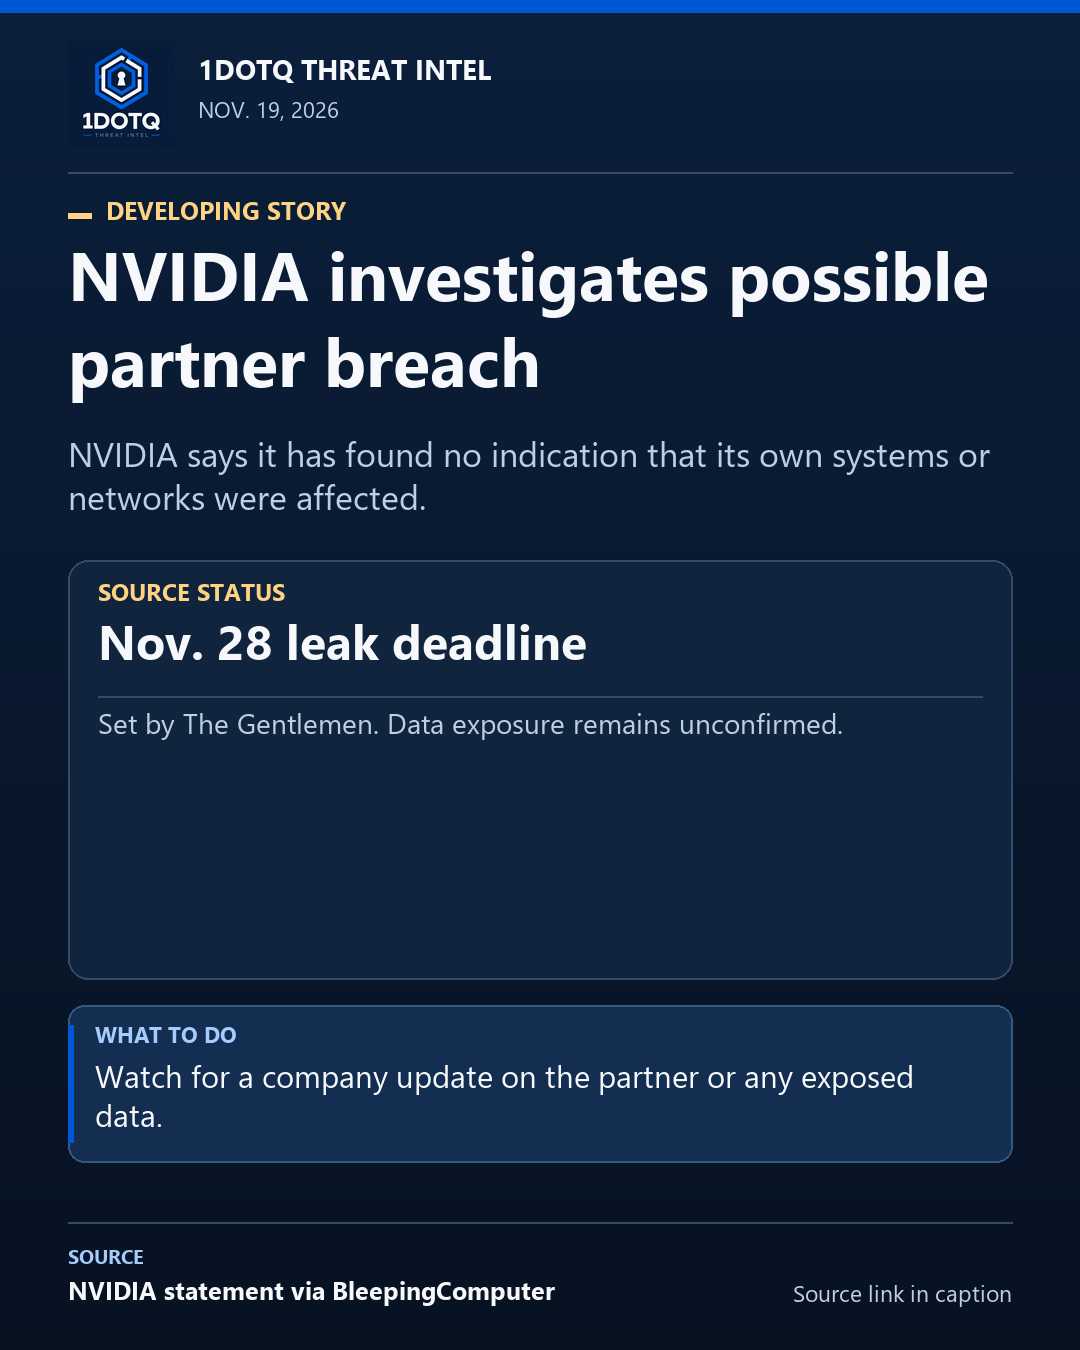 1DOTQ
THREAT INTEL
1DOTQ THREAT INTEL
NOV. 19, 2026
DEVELOPING STORY
NVIDIA investigates possible
partner breach
NVIDIA says it has found no indication that its own systems or
networks were affected.
SOURCE STATUS
Nov. 28 leak deadline
Set by The Gentlemen. Data exposure remains unconfirmed.
WHAT TO DO
Watch for a company update on the partner or any exposed
data.
SOURCE
NVIDIA statement via BleepingComputer
Source link in caption